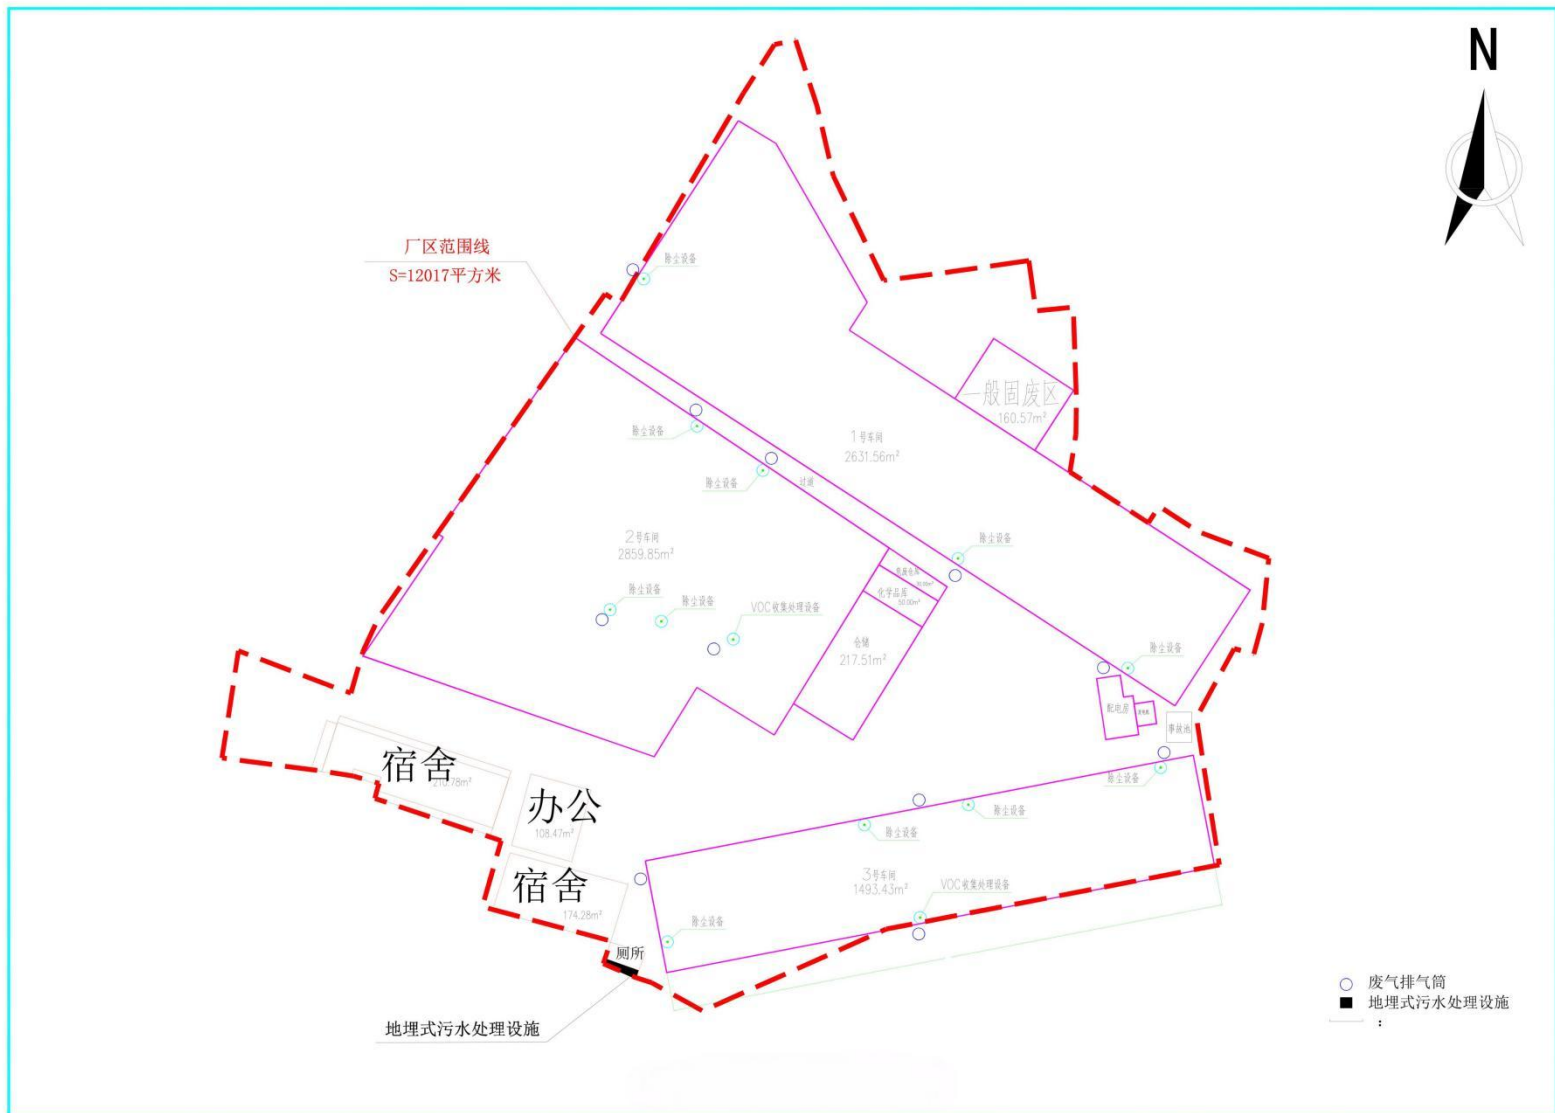 N
厂区范围线
S=12017平方米
除尘设备
一般固废区
160.57m²
除尘设备
1号车间
2631.56m²
除尘设备
过道
2号车间
2859.85m²
除尘设备
化学品库
50.00m²
除尘设备
除尘设备
VOC收集处理设备
仓储
217.51m²
除尘设备
配电房
事故池
宿舍
210.78m²
办公
108.47m²
除尘设备
除尘设备
除尘设备
3号车间
1493.43m²
VOC收集处理设备
宿舍
174.28m²
除尘设备
厕所
地埋式污水处理设施
废气排气筒
地埋式污水处理设施
: